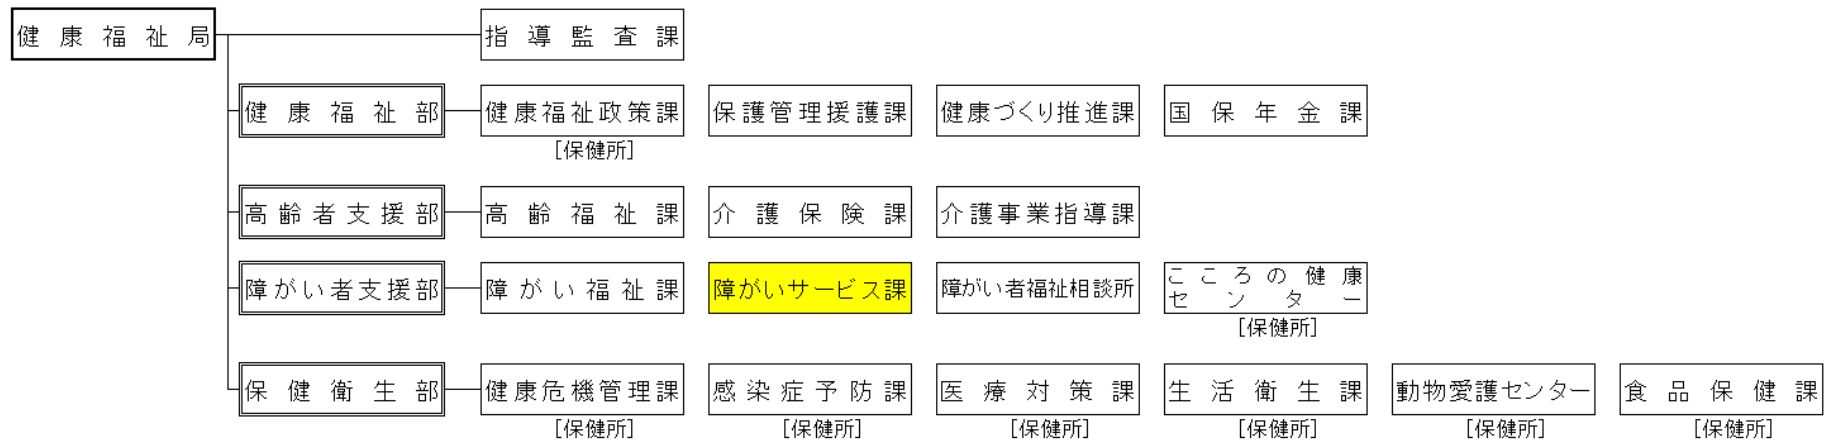 健康福祉局
指導監査課
健康福祉部
健康福祉政策課
保護管理援護課
健康づくり推進課
国保年金課
[保健所]
高齢者支援部
高齢福祉課
介護保険課
介護事業指導課
障がい者支援部
障がい福祉課
障がいサービス課
障がい者福祉相談所
こころの健康
センター
[保健所]
保健衛生部
健康危機管理課
感染症予防課
医療対策課
生活衛生課
動物愛護センター
食品保健課
[保健所]
[保健所]
[保健所]
[保健所]
[保健所]
[保健所]